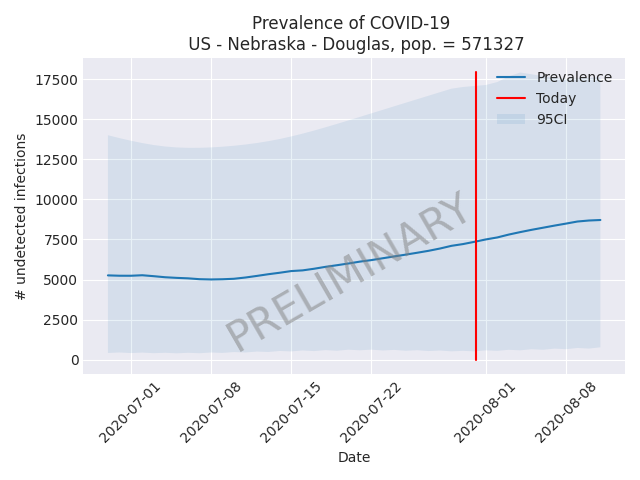 Prevalence of COVID-19
US - Nebraska - Douglas, pop. = 571327
17500
15000
12500
10000
7500
5000
2500
0
# undetected infections
Prevalence
Today
95CI
PRELIMINARY
2020-07-01
2020-07-08
2020-07-15
2020-07-22
2020-08-01
2020-08-08
Date